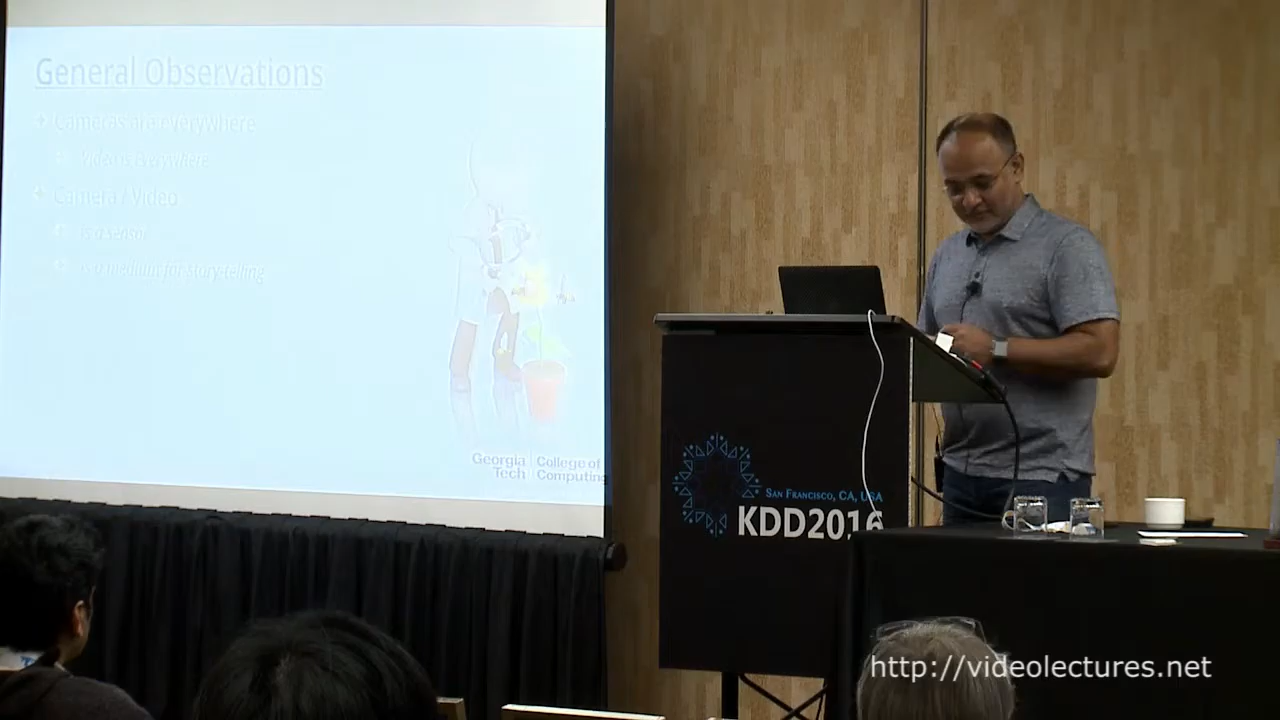 General Observations
Cameras are everywhere
Video is everywhere
Camera / Video
is a sensor
is a medium for story telling
Georgia Tech
College of Computing
SAN FRANCISCO, CA, USA
KDD2016
http://videolectures.net